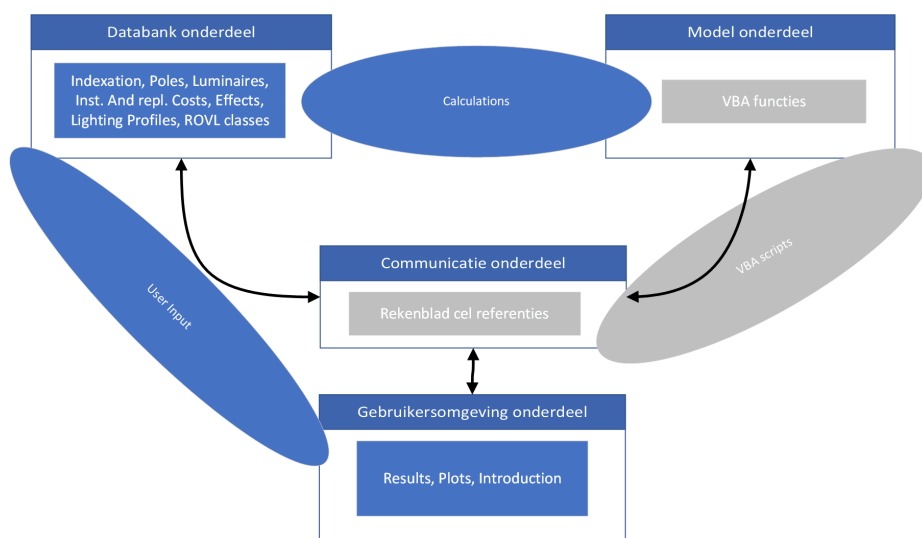 Databank onderdeel
Indexation, Poles, Luminaires,
Inst. And repl. Costs, Effects,
Lighting Profiles, ROVL classes
Calculations
Model onderdeel
VBA functies
User Input
Communicatie onderdeel
Rekenblad cel referenties
VBA scripts
Gebruikersomgeving onderdeel
Results, Plots, Introduction